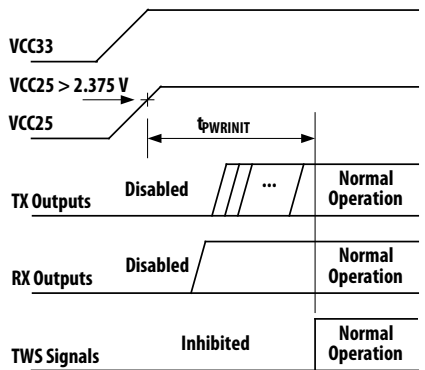 VCC33
VCC25 > 2.375 V
VCC25
tPWRINIT
TX Outputs
Disabled
...
Normal
Operation
RX Outputs
Disabled
Normal
Operation
TWS Signals
Inhibited
Normal
Operation